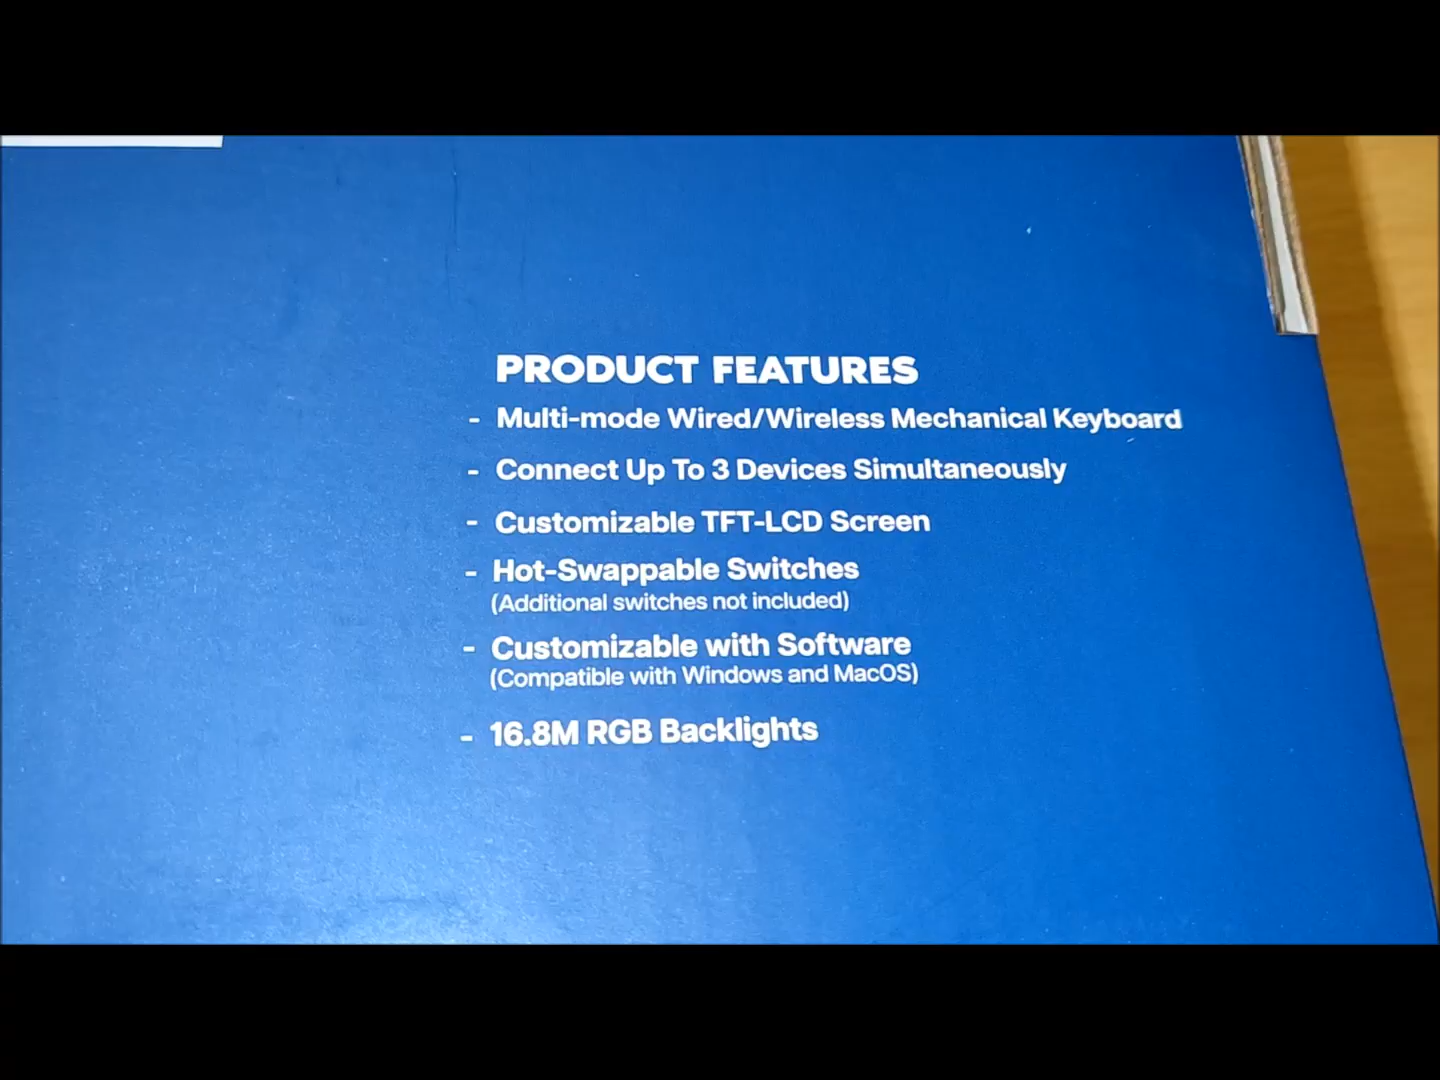 PRODUCT FEATURES
- Multi-mode Wired/Wireless Mechanical Keyboard
- Connect Up To 3 Devices Simultaneously
- Customizable TFT-LCD Screen
- Hot-Swappable Switches
(Additional switches not included)
- Customizable with Software
(Compatible with Windows and MacOS)
- 16.8M RGB Backlights